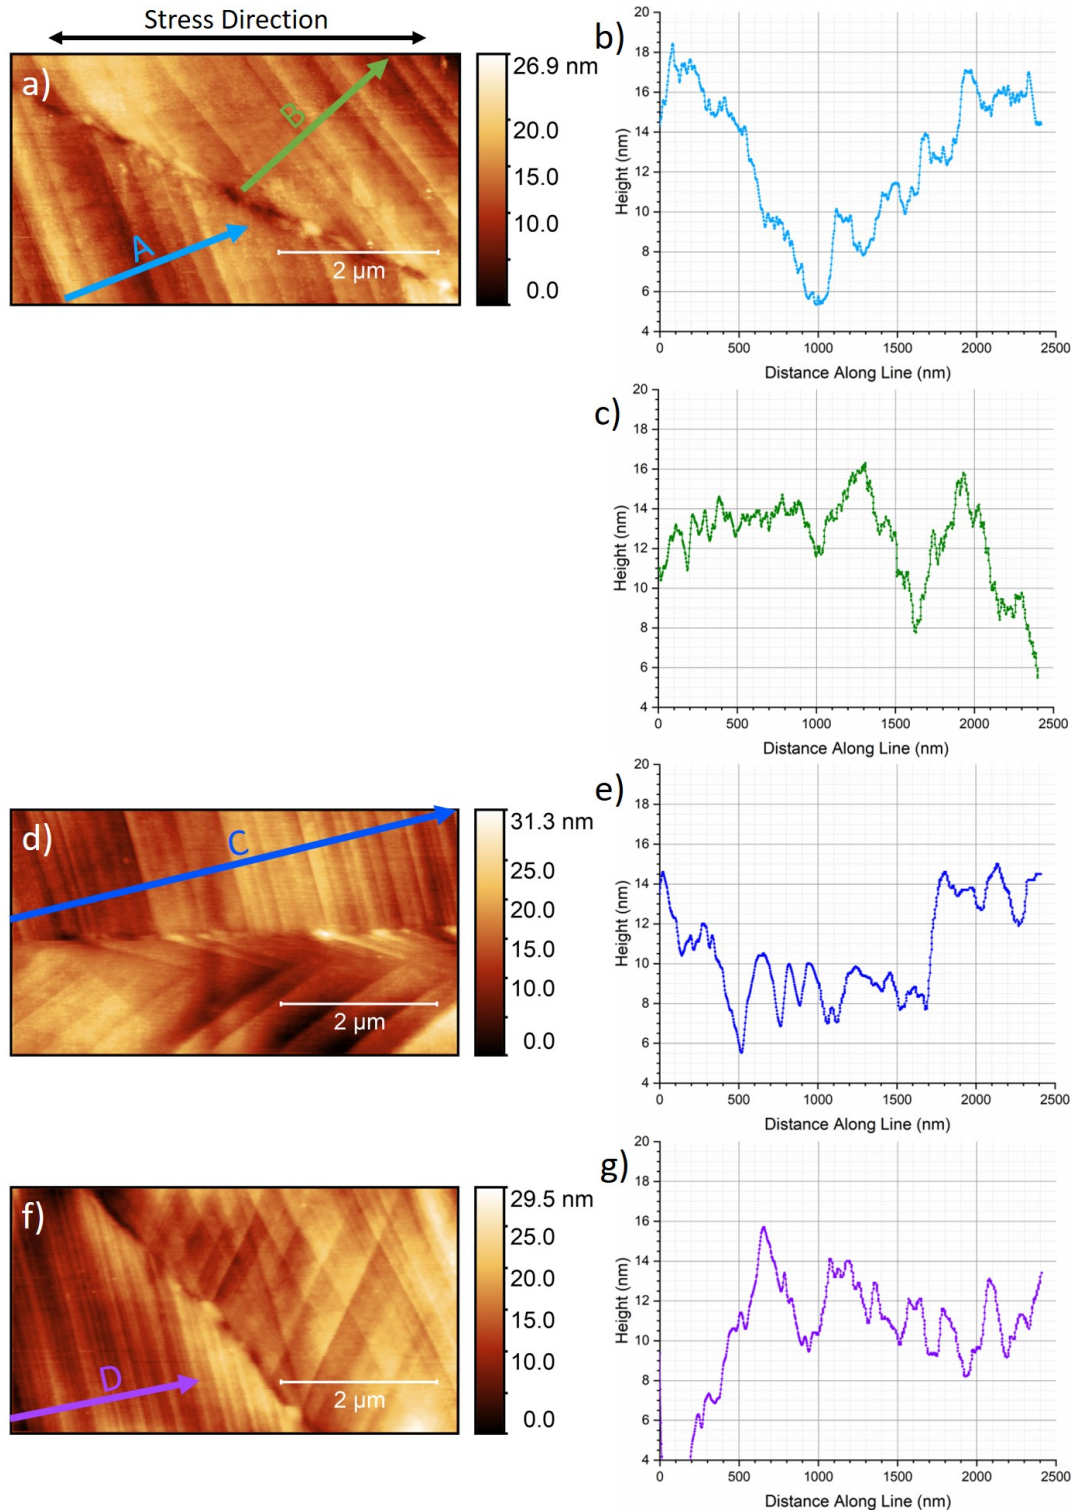 Stress Direction
a)
B
A
2 µm
26.9 nm
20.0
15.0
10.0
0.0
b)
20
18
16
14
12
10
8
6
4
Height (nm)
0
500
1000
1500
2000
2500
Distance Along Line (nm)
c)
20
18
16
14
12
10
8
6
4
Height (nm)
0
500
1000
1500
2000
2500
Distance Along Line (nm)
d)
C
2 µm
31.3 nm
25.0
20.0
15.0
10.0
0.0
e)
20
18
16
14
12
10
8
6
4
Height (nm)
0
500
1000
1500
2000
2500
Distance Along Line (nm)
f)
D
2 µm
29.5 nm
25.0
20.0
15.0
10.0
0.0
g)
20
18
16
14
12
10
8
6
4
Height (nm)
0
500
1000
1500
2000
2500
Distance Along Line (nm)